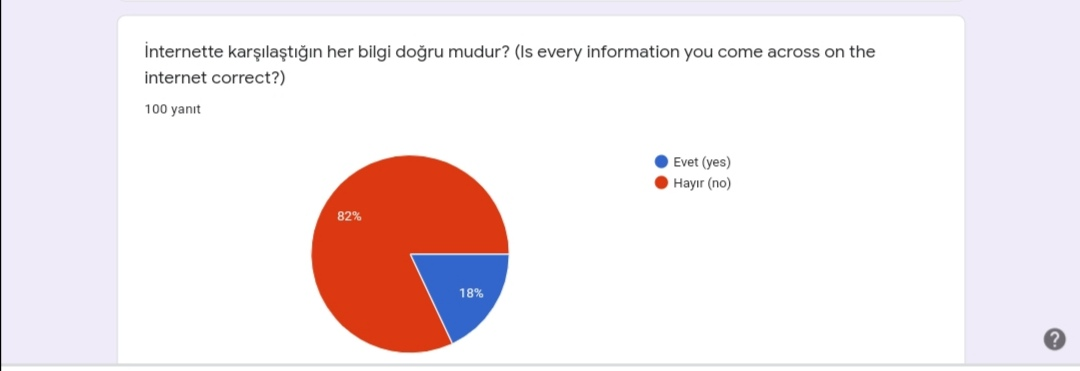 İnternette karşılaştığın her bilgi doğru mudur? (Is every information you come across on the
internet correct?)
100 yanıt
Evet (yes)
Hayır (no)
82%
18%
?